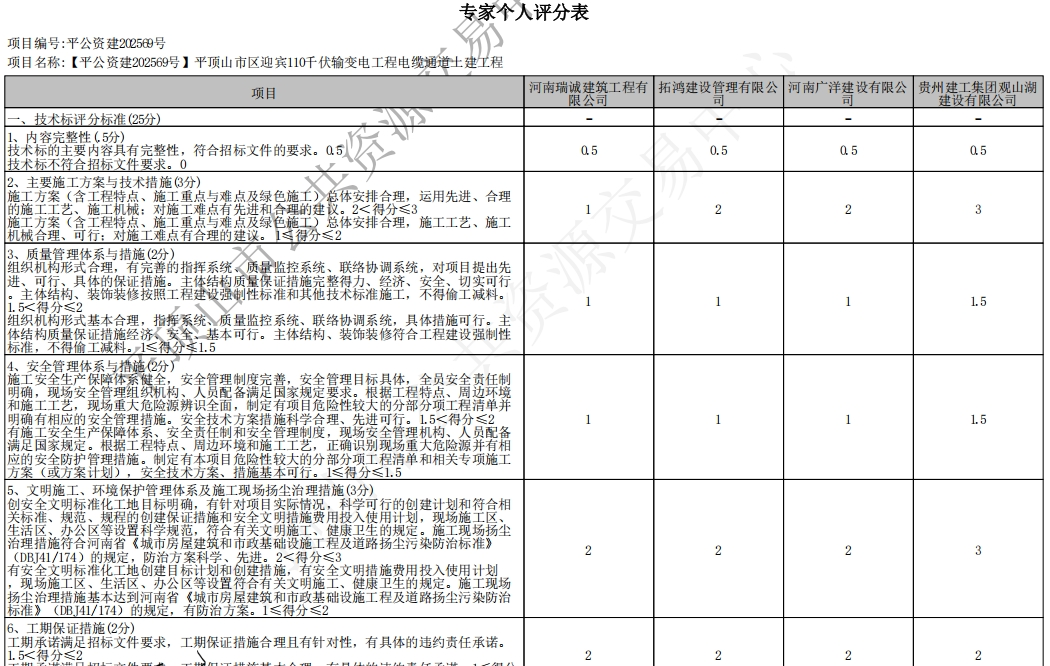 专家个人评分表
项目编号:平公资建202569号
项目名称:【平公资建202569号】平顶山市区迎宾110千伏输变电工程电缆通道土建工程
项目 河南瑞诚建筑工程有限公司 拓鸿建设管理有限公司 河南广洋建设有限公司 贵州建工集团观山湖建设有限公司
一、技术标评分标准(25分) - - - -
1、内容完整性(.5分)
技术标的主要内容具有完整性，符合招标文件的要求。0.5
技术标不符合招标文件要求。0
0.5 0.5 0.5 0.5
2、主要施工方案与技术措施(3分)
施工方案（含工程特点、施工重点与难点及绿色施工）总体安排合理，运用先进、合理
的施工工艺、施工机械；对施工难点有先进和合理的建议。2<得分≤3
施工方案（含工程特点、施工重点与难点及绿色施工）总体安排合理，施工工艺、施工
机械合理、可行；对施工难点有合理的建议。1≤得分≤2
1 2 2 3
3、质量管理体系与措施(2分)
组织机构形式合理，有完善的指挥系统、质量监控系统、联络协调系统，对项目提出先
进、可行、具体的保证措施。主体结构质量保证措施完整得力、经济、安全、切实可行
。主体结构、装饰装修按照工程建设强制性标准和其他技术标准施工，不得偷工减料。
1.5<得分≤2
组织机构形式基本合理，指挥系统、质量监控系统、联络协调系统，具体措施可行。主
体结构质量保证措施经济、安全、基本可行。主体结构、装饰装修符合工程建设强制性
标准，不得偷工减料。1≤得分≤1.5
1 1 1 1.5
4、安全管理体系与措施(2分)
施工安全生产保障体系健全，安全管理制度完善，安全管理目标具体，全员安全责任制
明确，现场安全管理组织机构、人员配备满足国家规定要求。根据工程特点、周边环境
和施工工艺，现场重大危险源辨识全面，制定有项目危险性较大的分部分项工程清单并
明确有相应的安全管理措施。安全技术方案措施科学合理、先进可行。1.5<得分≤2
有施工安全生产保障体系、安全责任制和安全管理制度，现场安全管理机构、人员配备
满足国家规定。根据工程特点、周边环境和施工工艺，正确识别现场重大危险源并有相
应的安全防护管理措施。制定有本项目危险性较大的分部分项工程清单和相关专项施工
方案（或方案计划），安全技术方案、措施基本可行。1≤得分≤1.5
1 1 1 1.5
5、文明施工、环境保护管理体系及施工现场扬尘治理措施(3分)
创安全文明标准化工地目标明确，有针对项目实际情况，科学可行的创建计划和符合相
关标准、规范、规程的创建保证措施和安全文明措施费用投入使用计划，现场施工区、
生活区、办公区等设置科学规范，符合有关文明施工、健康卫生的规定。施工现场扬尘
治理措施符合河南省《城市房屋建筑和市政基础设施工程及道路扬尘污染防治标准》
（DBJ41/174）的规定，防治方案科学、先进。2<得分≤3
有安全文明标准化工地创建目标计划和创建措施，有安全文明措施费用投入使用计划
，现场施工区、生活区、办公区等设置符合有关文明施工、健康卫生的规定。施工现场
扬尘治理措施基本达到河南省《城市房屋建筑和市政基础设施工程及道路扬尘污染防治
标准》（DBJ41/174）的规定，有防治方案。1≤得分≤2
2 2 2 3
6、工期保证措施(2分)
工期承诺满足招标文件要求，工期保证措施合理且有针对性，有具体的违约责任承诺。
1.5<得分≤2
2 2 2 2